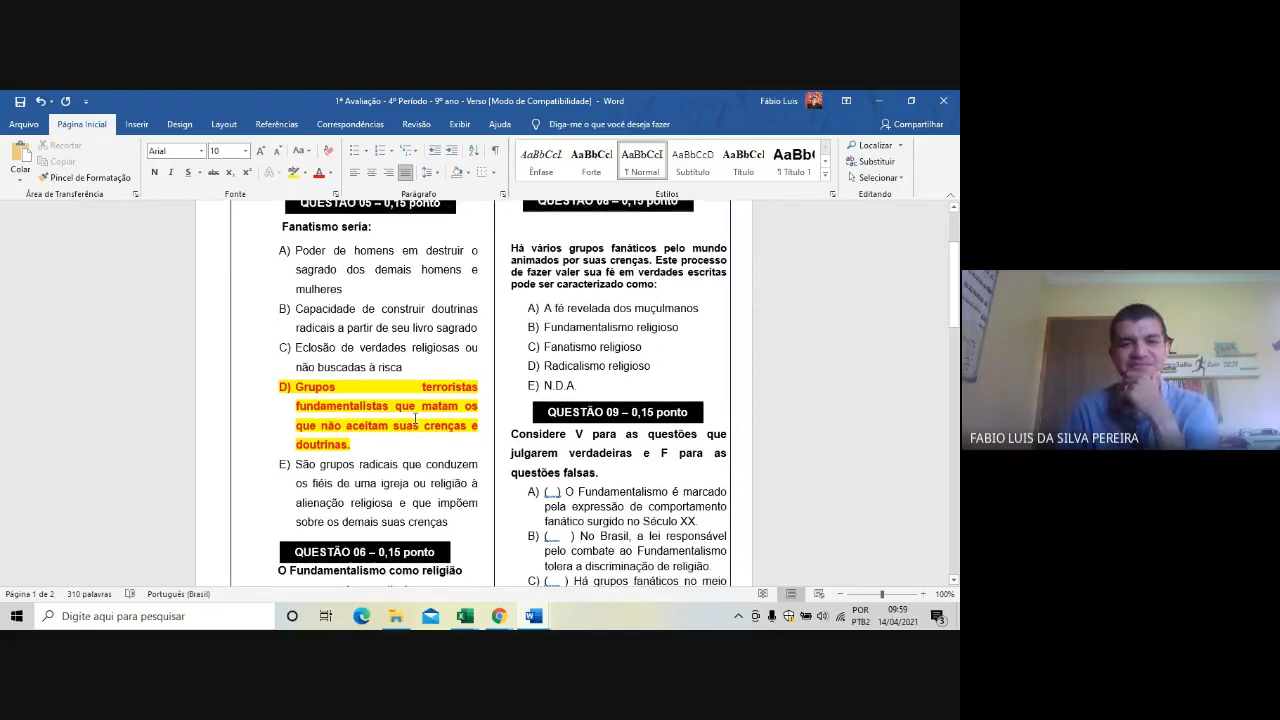 1ª Avaliação - 4º Período - 9º ano - Verso [Modo de Compatibilidade] - Word
Fábio Luis
Arquivo
Página Inicial
Inserir
Design
Layout
Referências
Correspondências
Revisão
Exibir
Ajuda
Diga-me o que você deseja fazer
Compartilhar
Colar
Recortar
Copiar
Pincel de Formatação
Área de Transferência
Arial
10
Fonte
Parágrafo
AaBbCcI
Ênfase
AaBbCcI
Forte
AaBbCcI
¶ Normal
AaBbCcD
Subtítulo
AaBbCcI
Título
AaBb(
¶ Título 1
Estilos
Localizar
Substituir
Selecionar
Editando
QUESTÃO 05 – 0,15 ponto
Fanatismo seria:
A) Poder de homens em destruir o
sagrado dos demais homens e
mulheres
B) Capacidade de construir doutrinas
radicais a partir de seu livro sagrado
C) Eclosão de verdades religiosas ou
não buscadas à risca
D) Grupos terroristas
fundamentalistas que matam os
que não aceitam suas crenças e
doutrinas.
E) São grupos radicais que conduzem
os fiéis de uma igreja ou religião à
alienação religiosa e que impõem
sobre os demais suas crenças
QUESTÃO 06 – 0,15 ponto
O Fundamentalismo como religião
QUESTÃO 08 – 0,15 ponto
Há vários grupos fanáticos pelo mundo
animados por suas crenças. Este processo
de fazer valer sua fé em verdades escritas
pode ser caracterizado como:
A) A fé revelada dos muçulmanos
B) Fundamentalismo religioso
C) Fanatismo religioso
D) Radicalismo religioso
E) N.D.A.
QUESTÃO 09 – 0,15 ponto
Considere V para as questões que
julgarem verdadeiras e F para as
questões falsas.
A) (   ) O Fundamentalismo é marcado
pela expressão de comportamento
fanático surgido no Século XX.
B) (   ) No Brasil, a lei responsável
pelo combate ao Fundamentalismo
tolera a discriminação de religião.
C) (   ) Há grupos fanáticos no meio
Página 1 de 2
310 palavras
Português (Brasil)
100%
Digite aqui para pesquisar
POR
PTB2
09:59
14/04/2021
3
FABIO LUIS DA SILVA PEREIRA